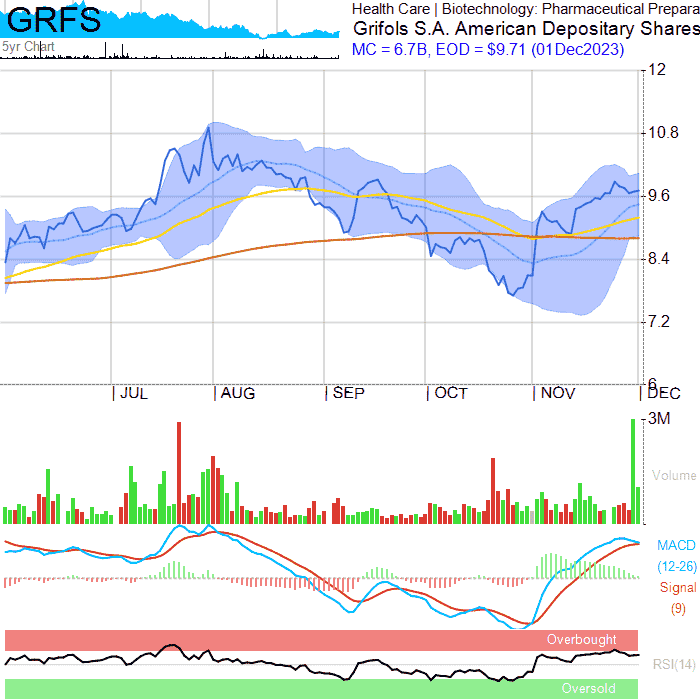 GRFS
5yr Chart
Health Care | Biotechnology: Pharmaceutical Prepara
Grifols S.A. American Depositary Shares
MC = 6.7B, EOD = $9.71 (01Dec2023)
12
10.8
9.6
8.4
7.2
6
JUL AUG SEP OCT NOV DEC
3M
Volume
MACD
(12-26)
Signal
(9)
Overbought
RSI(14)
Oversold